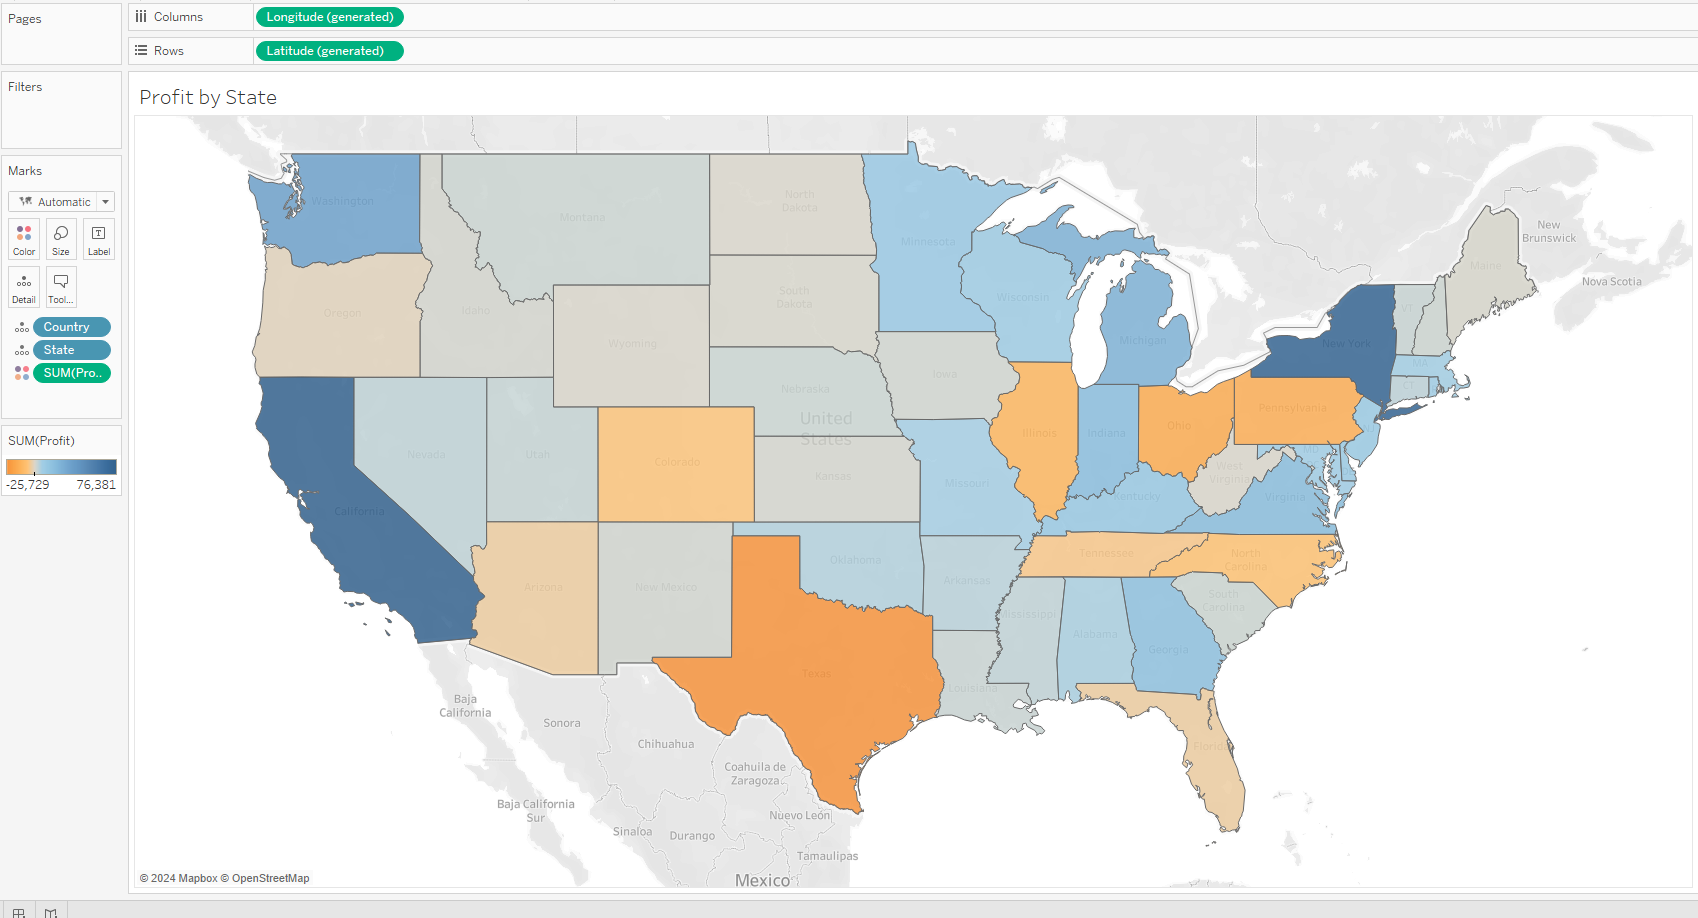 Pages
Columns
Longitude (generated)
Rows
Latitude (generated)
Filters
Profit by State
Marks
Automatic
Color
Size
Label
Detail
Tool...
Country
State
SUM(Pro..
SUM(Profit)
-25,729
76,381
Washington
Montana
North
Dakota
Minnesota
Maine
New
Brunswick
Nova Scotia
Oregon
Idaho
South
Dakota
Wisconsin
Michigan
VT
New York
Wyoming
Iowa
MA
CT
Nebraska
United
States
Illinois
Indiana
Ohio
Pennsylvania
Nevada
Utah
Colorado
Kansas
Missouri
Kentucky
West
Virginia
MD
Virginia
California
Arizona
New Mexico
Oklahoma
Arkansas
Tennessee
North
Carolina
South
Carolina
Mississippi
Alabama
Georgia
Texas
Louisiana
Florida
Baja
California
Sonora
Chihuahua
Coahuila de
Zaragoza
Baja California
Sur
Sinaloa
Durango
Nuevo León
Tamaulipas
Mexico
© 2024 Mapbox © OpenStreetMap